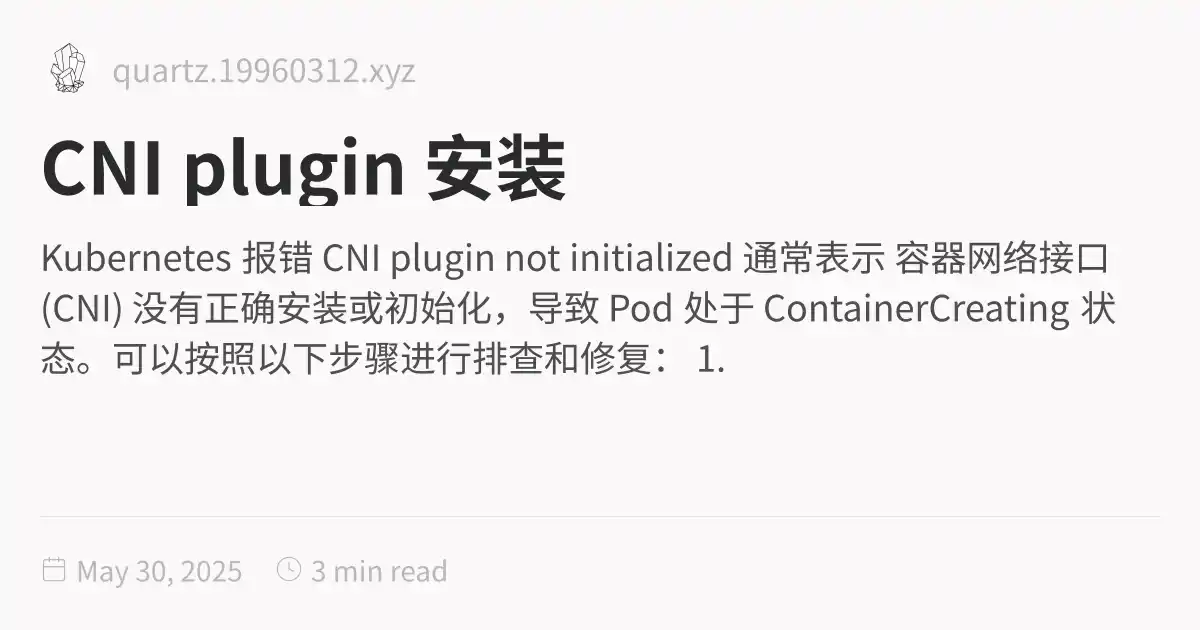 quartz.19960312.xyz
CNI plugin 安装
Kubernetes 报错 CNI plugin not initialized 通常表示 容器网络接口
(CNI) 没有正确安装或初始化，导致 Pod 处于 ContainerCreating 状
态。可以按照以下步骤进行排查和修复： 1.
May 30, 2025 3 min read